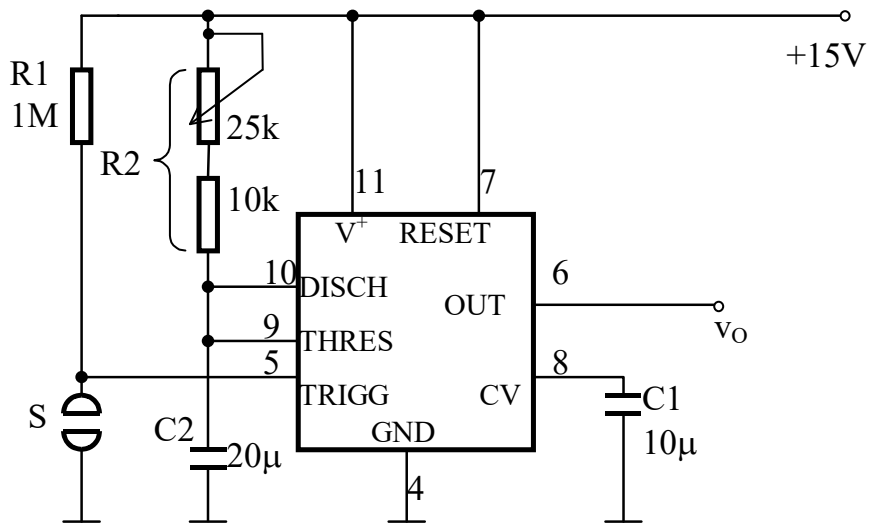 +15V
R1
1M
R2
25k
10k
11
7
V+
RESET
10
DISCH
6
OUT
vO
9
THRES
5
TRIGG
8
CV
C1
10μ
S
C2
20μ
GND
4